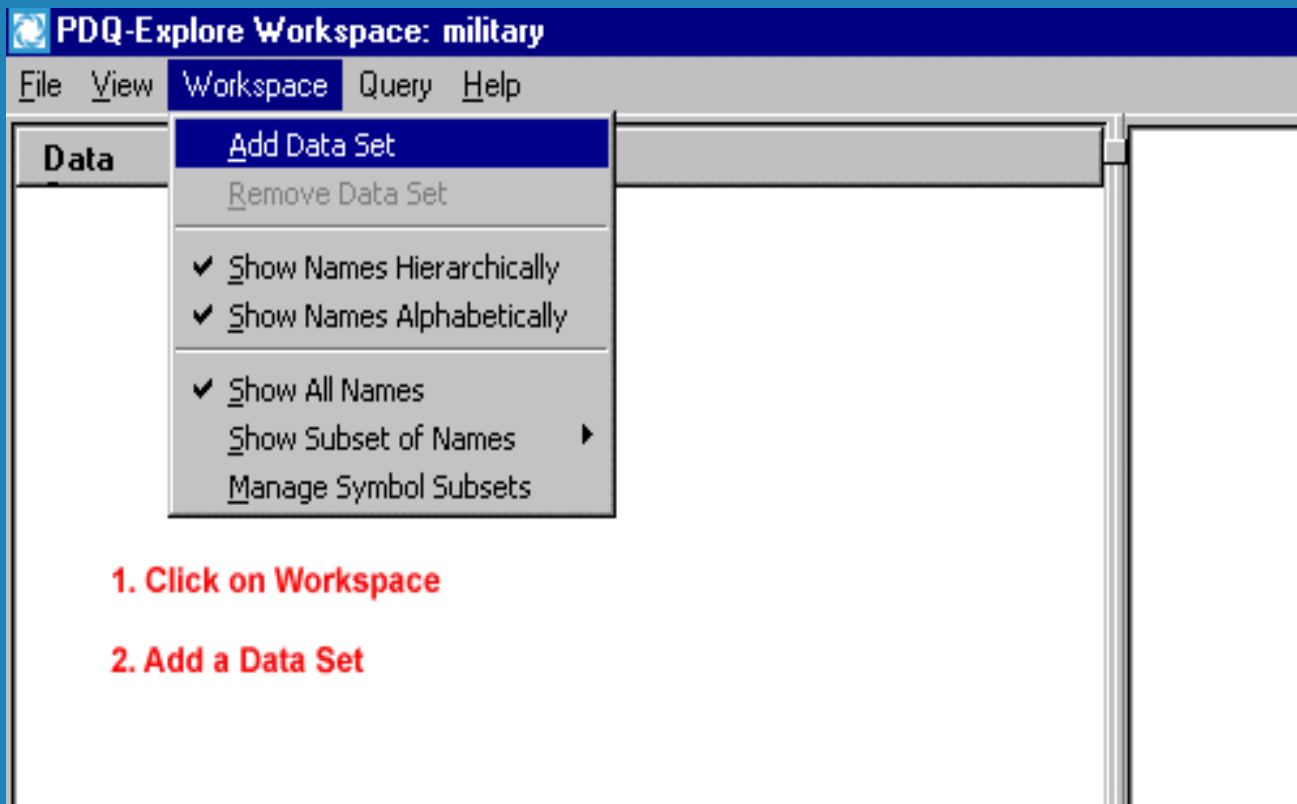 PDQ-Explore Workspace: military
File View Workspace Query Help
Data
Add Data Set
Remove Data Set
✔ Show Names Hierarchically
✔ Show Names Alphabetically
✔ Show All Names
Show Subset of Names
Manage Symbol Subsets
1. Click on Workspace
2. Add a Data Set